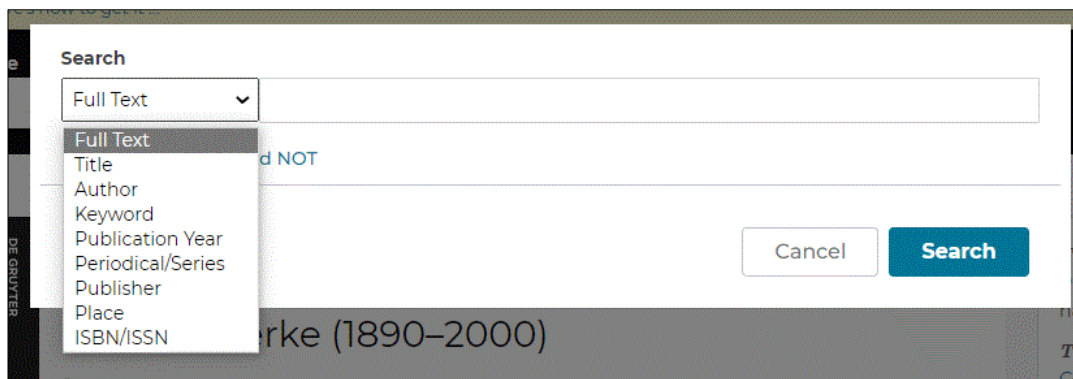 Search
Full Text
Full Text
Title
d NOT
Author
Keyword
Publication Year
Periodical/Series
Publisher
Place
ISBN/ISSN
Cancel
Search
DE GRUYTER
erke (1890–2000)